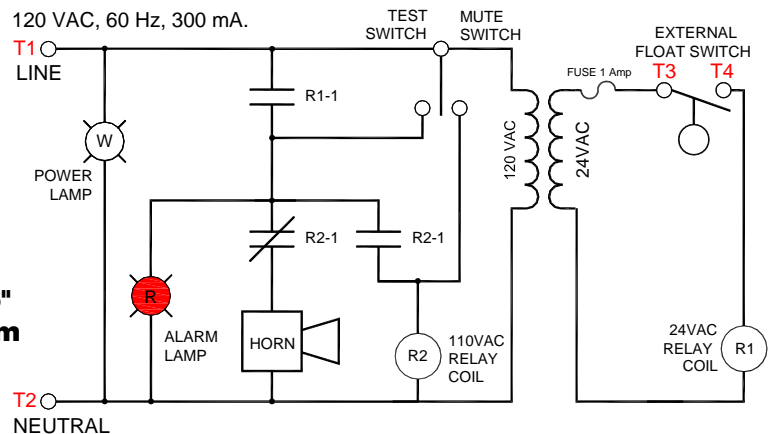 120 VAC, 60 Hz, 300 mA.
T1
LINE
TEST
SWITCH
MUTE
SWITCH
EXTERNAL
FLOAT SWITCH
FUSE 1 Amp
T3
T4
R1-1
W
POWER
LAMP
120 VAC
24VAC
R2-1
R2-1
"
m
R
ALARM
LAMP
HORN
R2
110VAC
RELAY
COIL
24VAC
RELAY
COIL
R1
T2
NEUTRAL